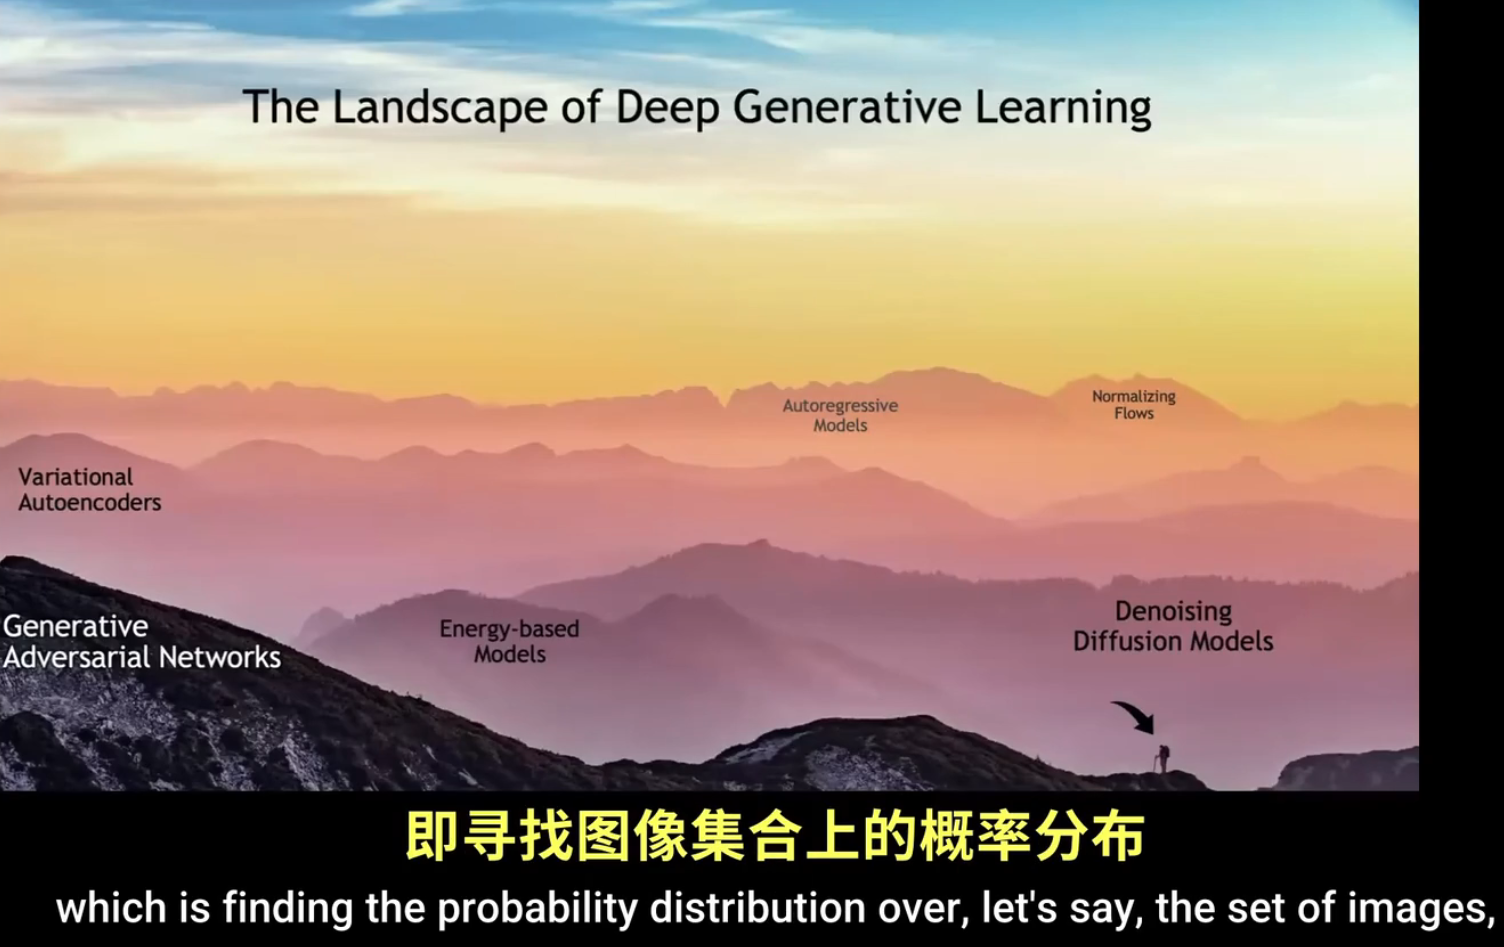 The Landscape of Deep Generative Learning
Autoregressive
Models
Normalizing
Flows
Variational
Autoencoders
Generative
Adversarial Networks
Energy-based
Models
Denoising
Diffusion Models
即寻找图像集合上的概率分布
which is finding the probability distribution over, let's say, the set of images,